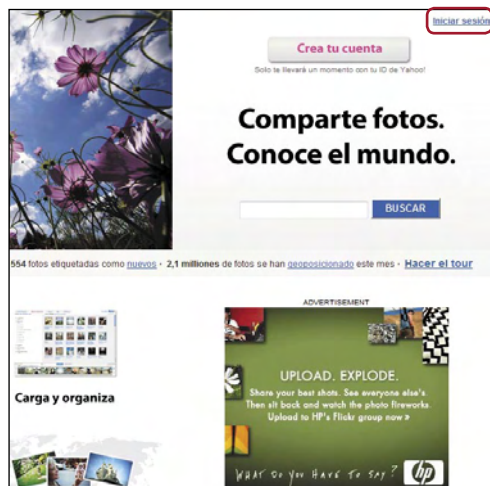 Iniciar sesión
Crea tu cuenta
Solo te llevará un momento con tu ID de Yahoo!
Comparte fotos.
Conoce el mundo.
BUSCAR
554 fotos etiquetadas como nuevos • 2,1 millones de fotos se han geoposicionado este mes • Hacer el tour
ADVERTISEMENT
UPLOAD. EXPLODE.
Share your best shots. See everyone else's.
Then sit back and watch the photo fireworks.
Upload to HP's Flickr group now »
Carga y organiza
WHAT DO YOU HAVE TO SAY?
hp